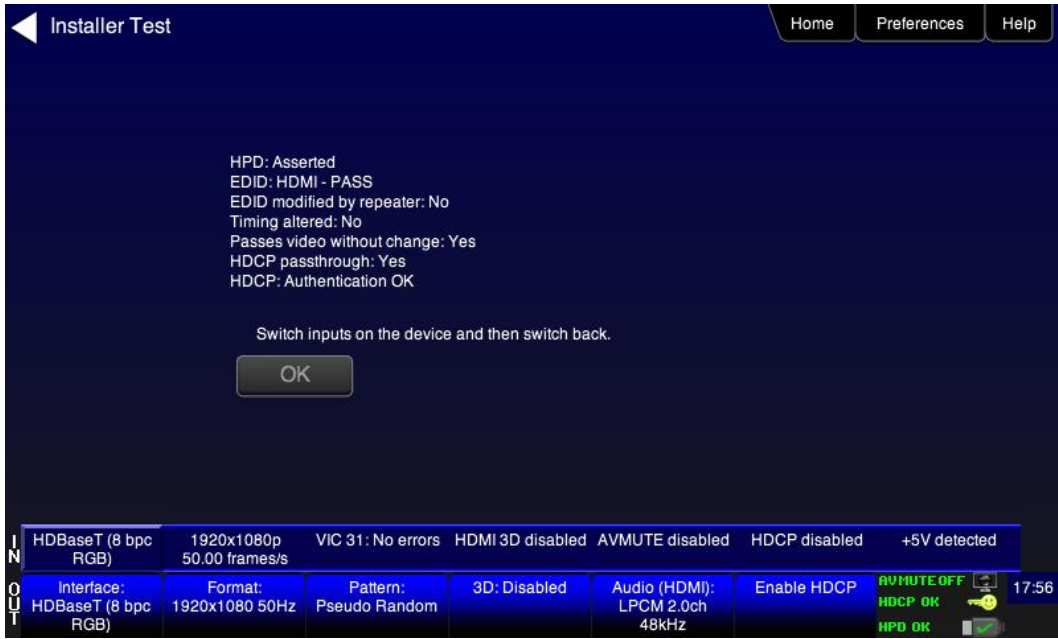 Installer Test
Home
Preferences
Help
HPD: Asserted
EDID: HDMI - PASS
EDID modified by repeater: No
Timing altered: No
Passes video without change: Yes
HDCP passthrough: Yes
HDCP: Authentication OK
Switch inputs on the device and then switch back.
OK
IN
HDBaseT (8 bpc
RGB)
1920x1080p
50.00 frames/s
VIC 31: No errors
HDMI 3D disabled
AVMUTE disabled
HDCP disabled
+5V detected
OUT
Interface:
HDBaseT (8 bpc
RGB)
Format:
1920x1080 50Hz
Pattern:
Pseudo Random
3D: Disabled
Audio (HDMI):
LPCM 2.0ch
48kHz
Enable HDCP
AVMUTE OFF
HDCP OK
HPD OK
17:56